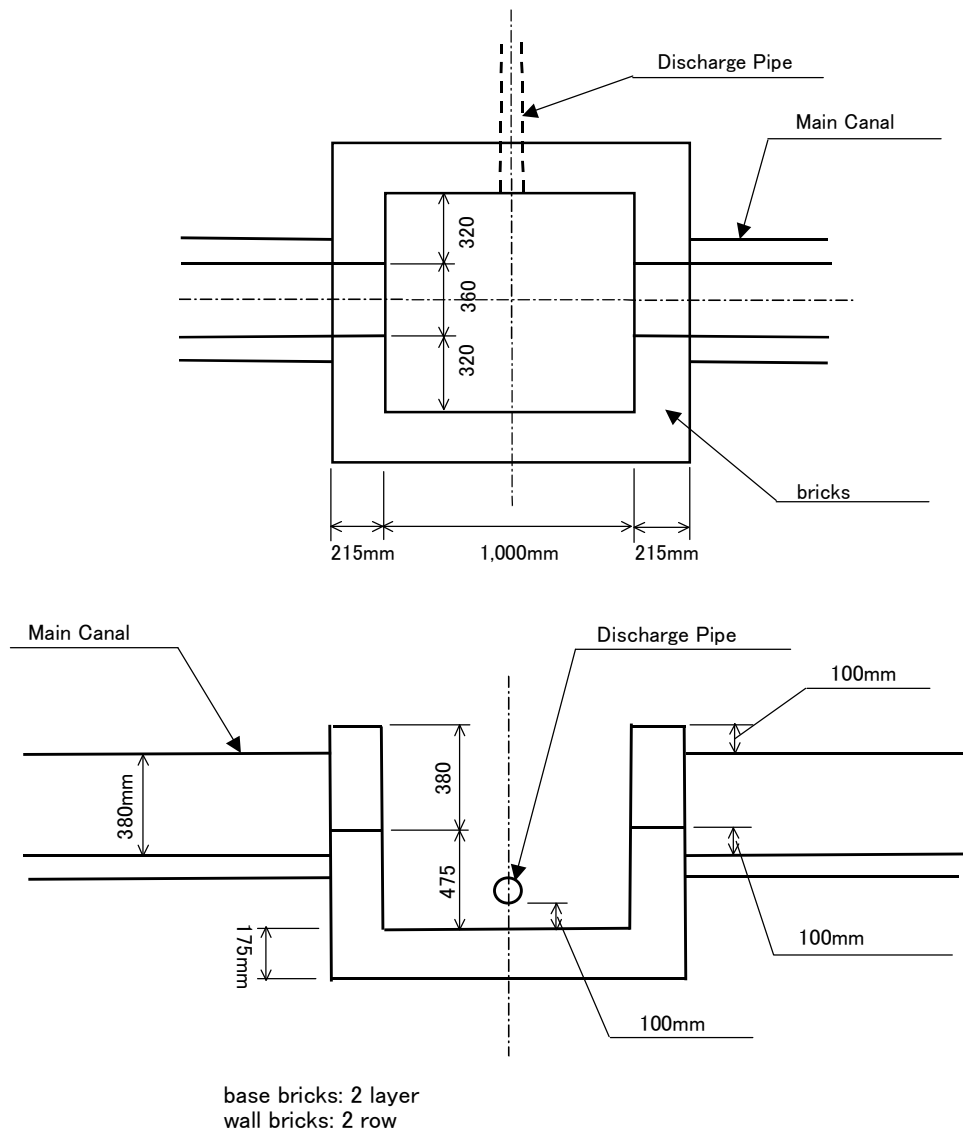 Discharge Pipe
Main Canal
320
360
320
bricks
215mm
1,000mm
215mm
Main Canal
Discharge Pipe
100mm
380mm
380
475
175mm
100mm
100mm
base bricks: 2 layer
wall bricks: 2 row